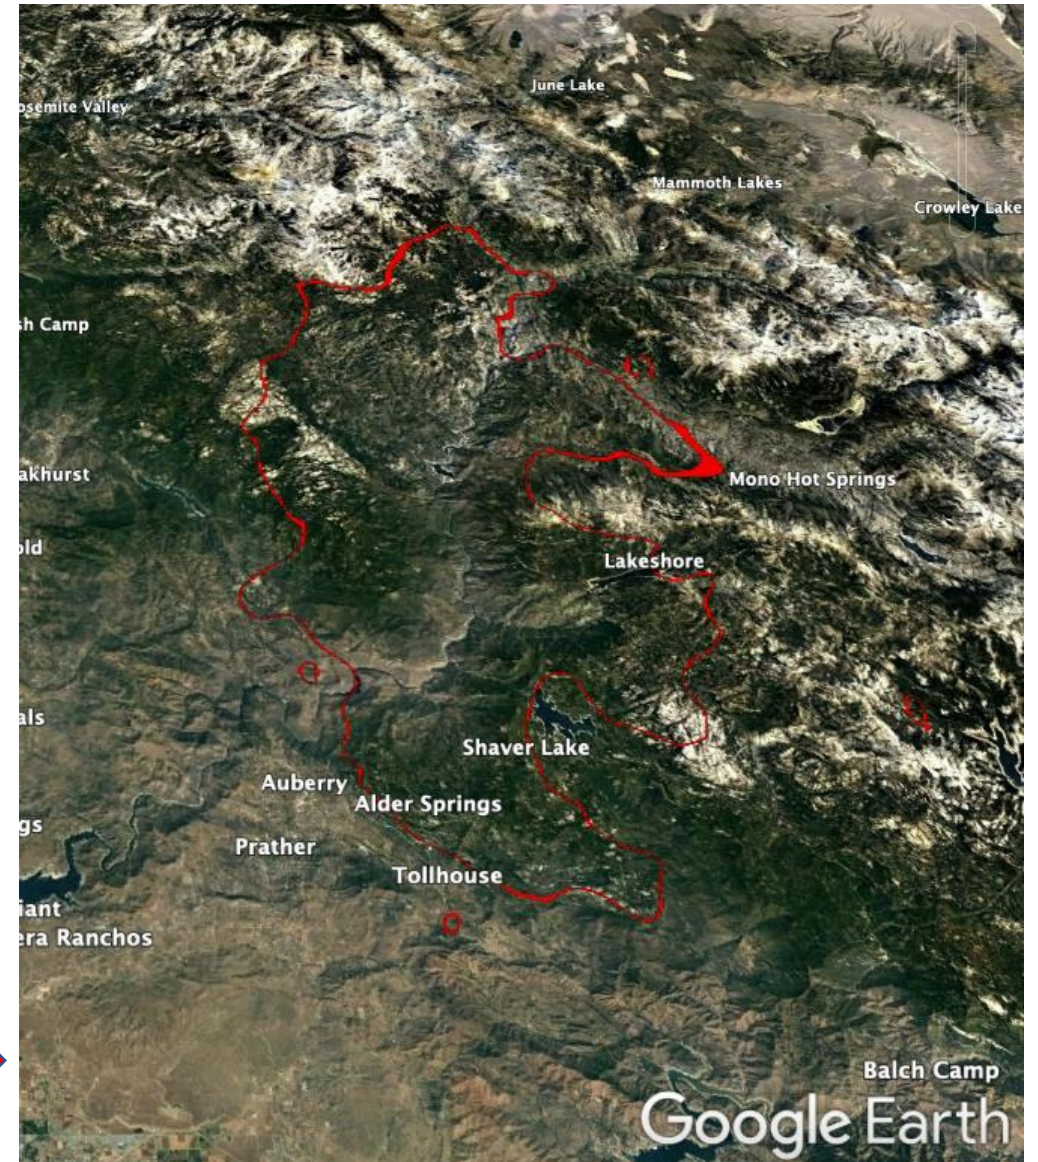 June Lake
osemite Valley
Mammoth Lakes
Crowley Lake
sh Camp
akhurst
Mono Hot Springs
old
Lakeshore
als
Shaver Lake
Auberry
Alder Springs
gs
Prather
Tollhouse
iant
era Ranchos
Balch Camp
Google Earth